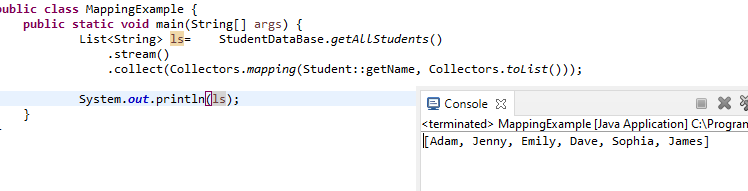 public class MappingExample {
public static void main(String[] args) {
List<String> ls= StudentDataBase.getAllStudents()
.stream()
.collect(Collectors.mapping(Student::getName, Collectors.toList()));
System.out.println(ls);
}
Console
<terminated> MappingExample [Java Application] C:\Program
[Adam, Jenny, Emily, Dave, Sophia, James]